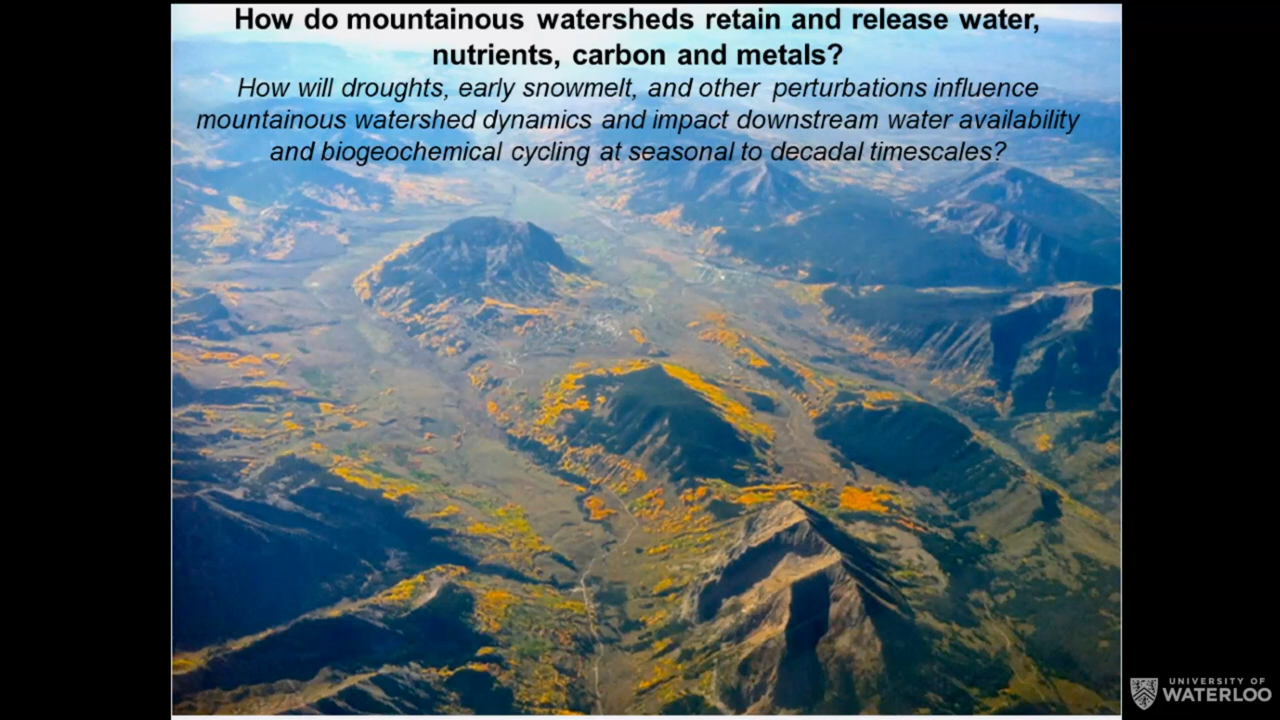 How do mountainous watersheds retain and release water,
nutrients, carbon and metals?
How will droughts, early snowmelt, and other perturbations influence
mountainous watershed dynamics and impact downstream water availability
and biogeochemical cycling at seasonal to decadal timescales?
UNIVERSITY OF
WATERLOO